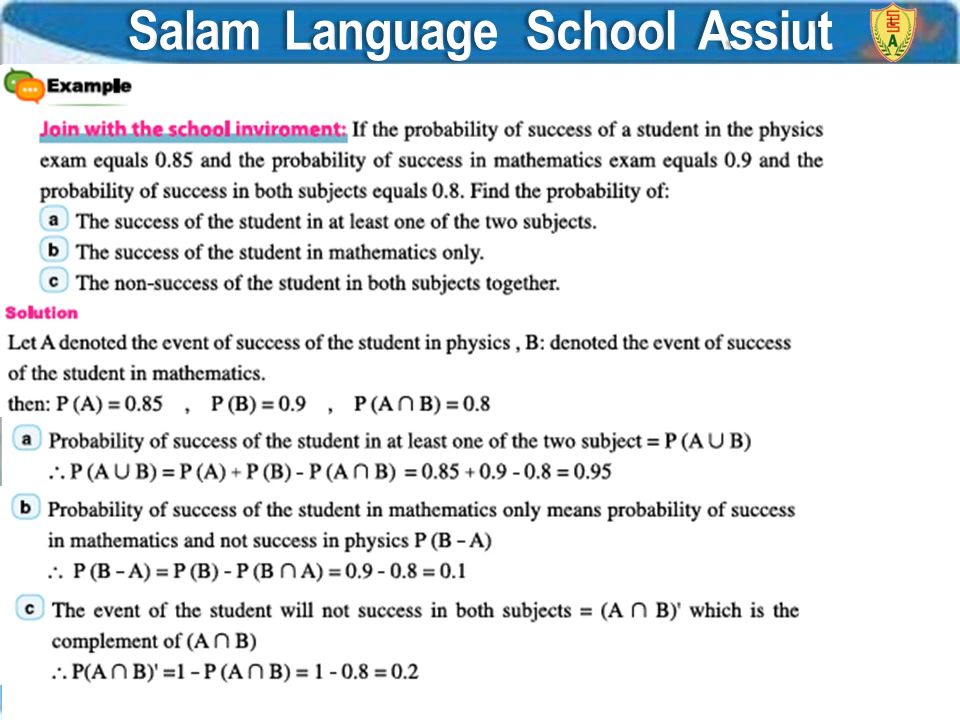 Salam Language School Assiut
A
Example
Join with the school inviroment: If the probability of success of a student in the physics
exam equals 0.85 and the probability of success in mathematics exam equals 0.9 and the
probability of success in both subjects equals 0.8. Find the probability of:
a The success of the student in at least one of the two subjects.
b The success of the student in mathematics only.
c The non-success of the student in both subjects together.
Solution
Let A denoted the event of success of the student in physics , B: denoted the event of success
of the student in mathematics.
then: P (A) = 0.85 , P (B) = 0.9 , P (A ∩ B) = 0.8
a Probability of success of the student in at least one of the two subject = P (A ∪ B)
∴ P (A ∪ B) = P (A) + P (B) - P (A ∩ B) = 0.85 + 0.9 - 0.8 = 0.95
b Probability of success of the student in mathematics only means probability of success
in mathematics and not success in physics P (B – A)
∴ P (B – A) = P (B) - P (B ∩ A) = 0.9 - 0.8 = 0.1
c The event of the student will not success in both subjects = (A ∩ B)' which is the
complement of (A ∩ B)
∴ P(A ∩ B)' =1 – P (A ∩ B) = 1 - 0.8 = 0.2